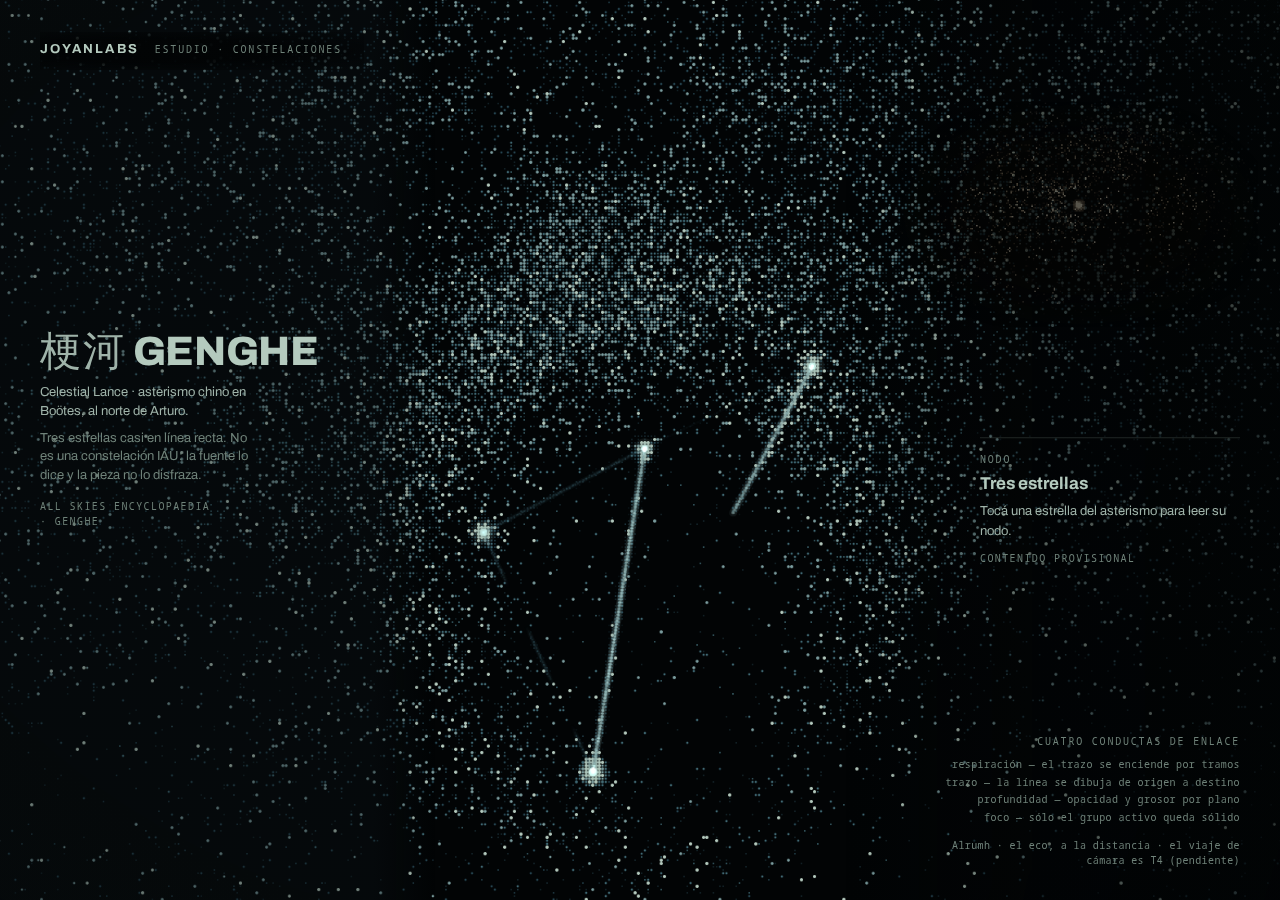 JOYANLABS ESTUDIO · CONSTELACIONES
梗河 GENGHE
Celestial Lance · asterismo chino en
Boötes, al norte de Arturo.
Tres estrellas casi en línea recta. No
es una constelación IAU; la fuente lo
dice y la pieza no lo disfraza.
ALL SKIES ENCYCLOPAEDIA
GENGHE
NODO
Tres estrellas
Tocá una estrella del asterismo para leer su
nodo.
CONTENIDO PROVISIONAL
CUATRO CONDUCTAS DE ENLACE
respiración — el trazo se enciende por tramos
trazo — la línea se dibuja de origen a destino
profundidad — opacidad y grosor por plano
foco — sólo el grupo activo queda sólido
Alrumh · el eco, a la distancia · el viaje de
cámara es T4 (pendiente)